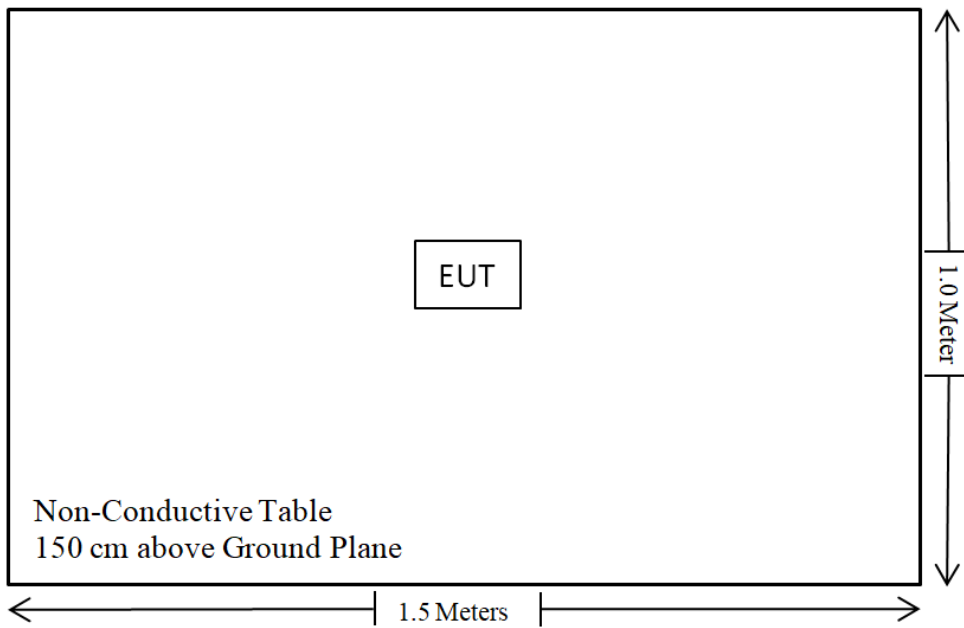 EUT
1.0 Meter
Non-Conductive Table
150 cm above Ground Plane
1.5 Meters